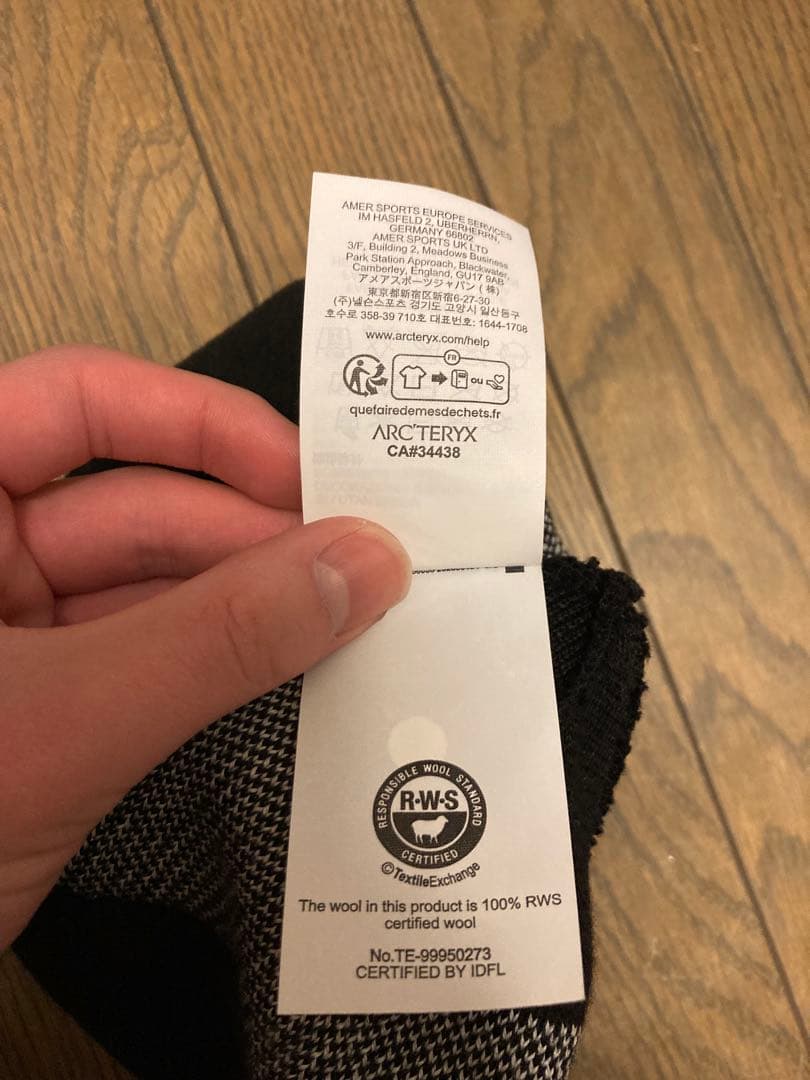 AMER SPORTS EUROPE SERVICES
IM HASFELD 2, UBERHERRN,
GERMANY 66802
AMER SPORTS UK LTD
3/F, Building 2, Meadows Business
Park Station Approach, Blackwater,
Camberley, England, GU17 9AB
アメアスポーツジャパン (株)
東京都新宿区新宿6-27-30
(주)넬슨스포츠 경기도 고양시 일산동구
호수로 358-39 710호 대표번호: 1644-1708
www.arcteryx.com/help
FR
ou
quefairedemesdechets.fr
ARC'TERYX
CA#34438
RESPONSIBLE WOOL STANDARD
R·W·S
CERTIFIED
©TextileExchange
The wool in this product is 100% RWS
certified wool
No.TE-99950273
CERTIFIED BY IDFL